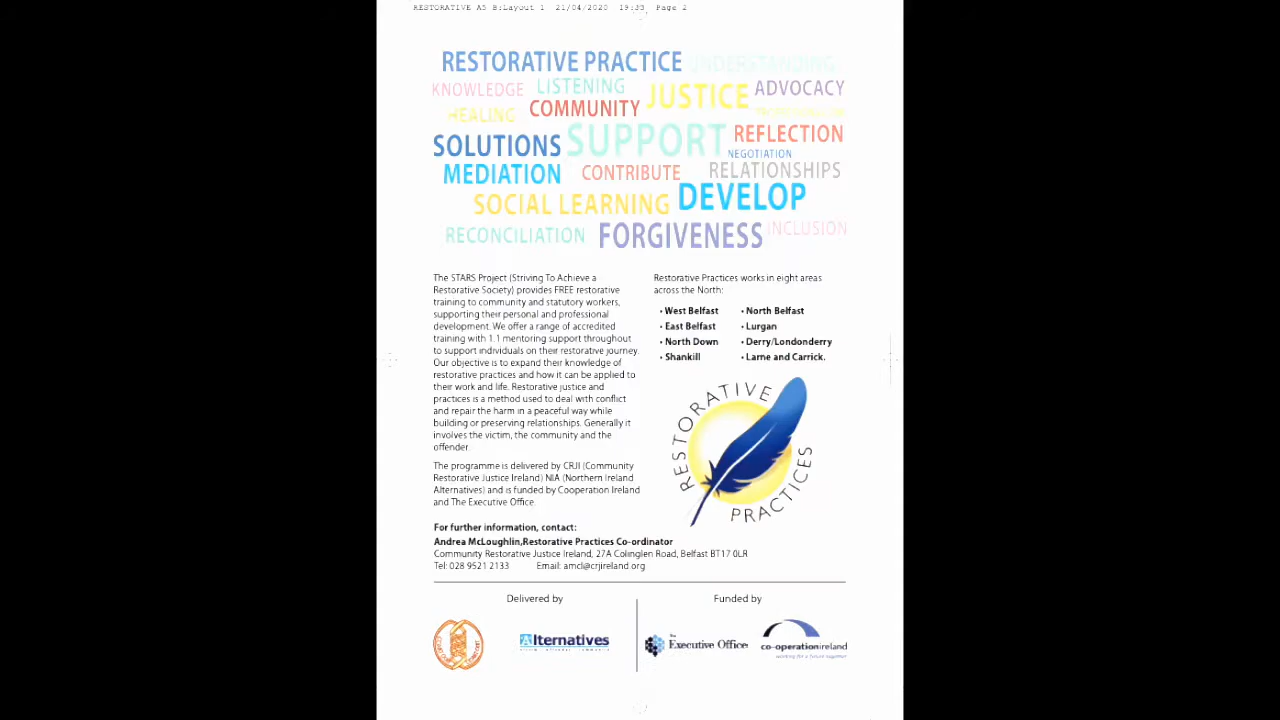 RESTORATIVE A5 B:Layout 1 21/04/2020 19:33 Page 2
RESTORATIVE PRACTICE UNDERSTANDING
KNOWLEDGE LISTENING JUSTICE ADVOCACY
HEALING COMMUNITY
SOLUTIONS SUPPORT REFLECTION
NEGOTIATION
MEDIATION CONTRIBUTE RELATIONSHIPS
SOCIAL LEARNING DEVELOP
RECONCILIATION FORGIVENESS INCLUSION
The STARS Project (Striving To Achieve a
Restorative Society) provides FREE restorative
training to community and statutory workers,
supporting their personal and professional
development. We offer a range of accredited
training with 1.1 mentoring support throughout
to support individuals on their restorative journey.
Our objective is to expand their knowledge of
restorative practices and how it can be applied to
their work and life. Restorative justice and
practices is a method used to deal with conflict
and repair the harm in a peaceful way while
building or preserving relationships. Generally it
involves the victim, the community and the
offender.
The programme is delivered by CRJI (Community
Restorative Justice Ireland) NIA (Northern Ireland
Alternatives) and is funded by Cooperation Ireland
and The Executive Office.
Restorative Practices works in eight areas
across the North:
• West Belfast • North Belfast
• East Belfast • Lurgan
• North Down • Derry/Londonderry
• Shankill • Larne and Carrick.
RESTORATIVE
PRACTICES
For further information, contact:
Andrea McLoughlin,Restorative Practices Co-ordinator
Community Restorative Justice Ireland, 27A Colinglen Road, Belfast BT17 0LR
Tel: 028 9521 2133 Email: amcl@crjireland.org
Delivered by Funded by
Alternatives
The Executive Office
co-operationireland
working for a future together